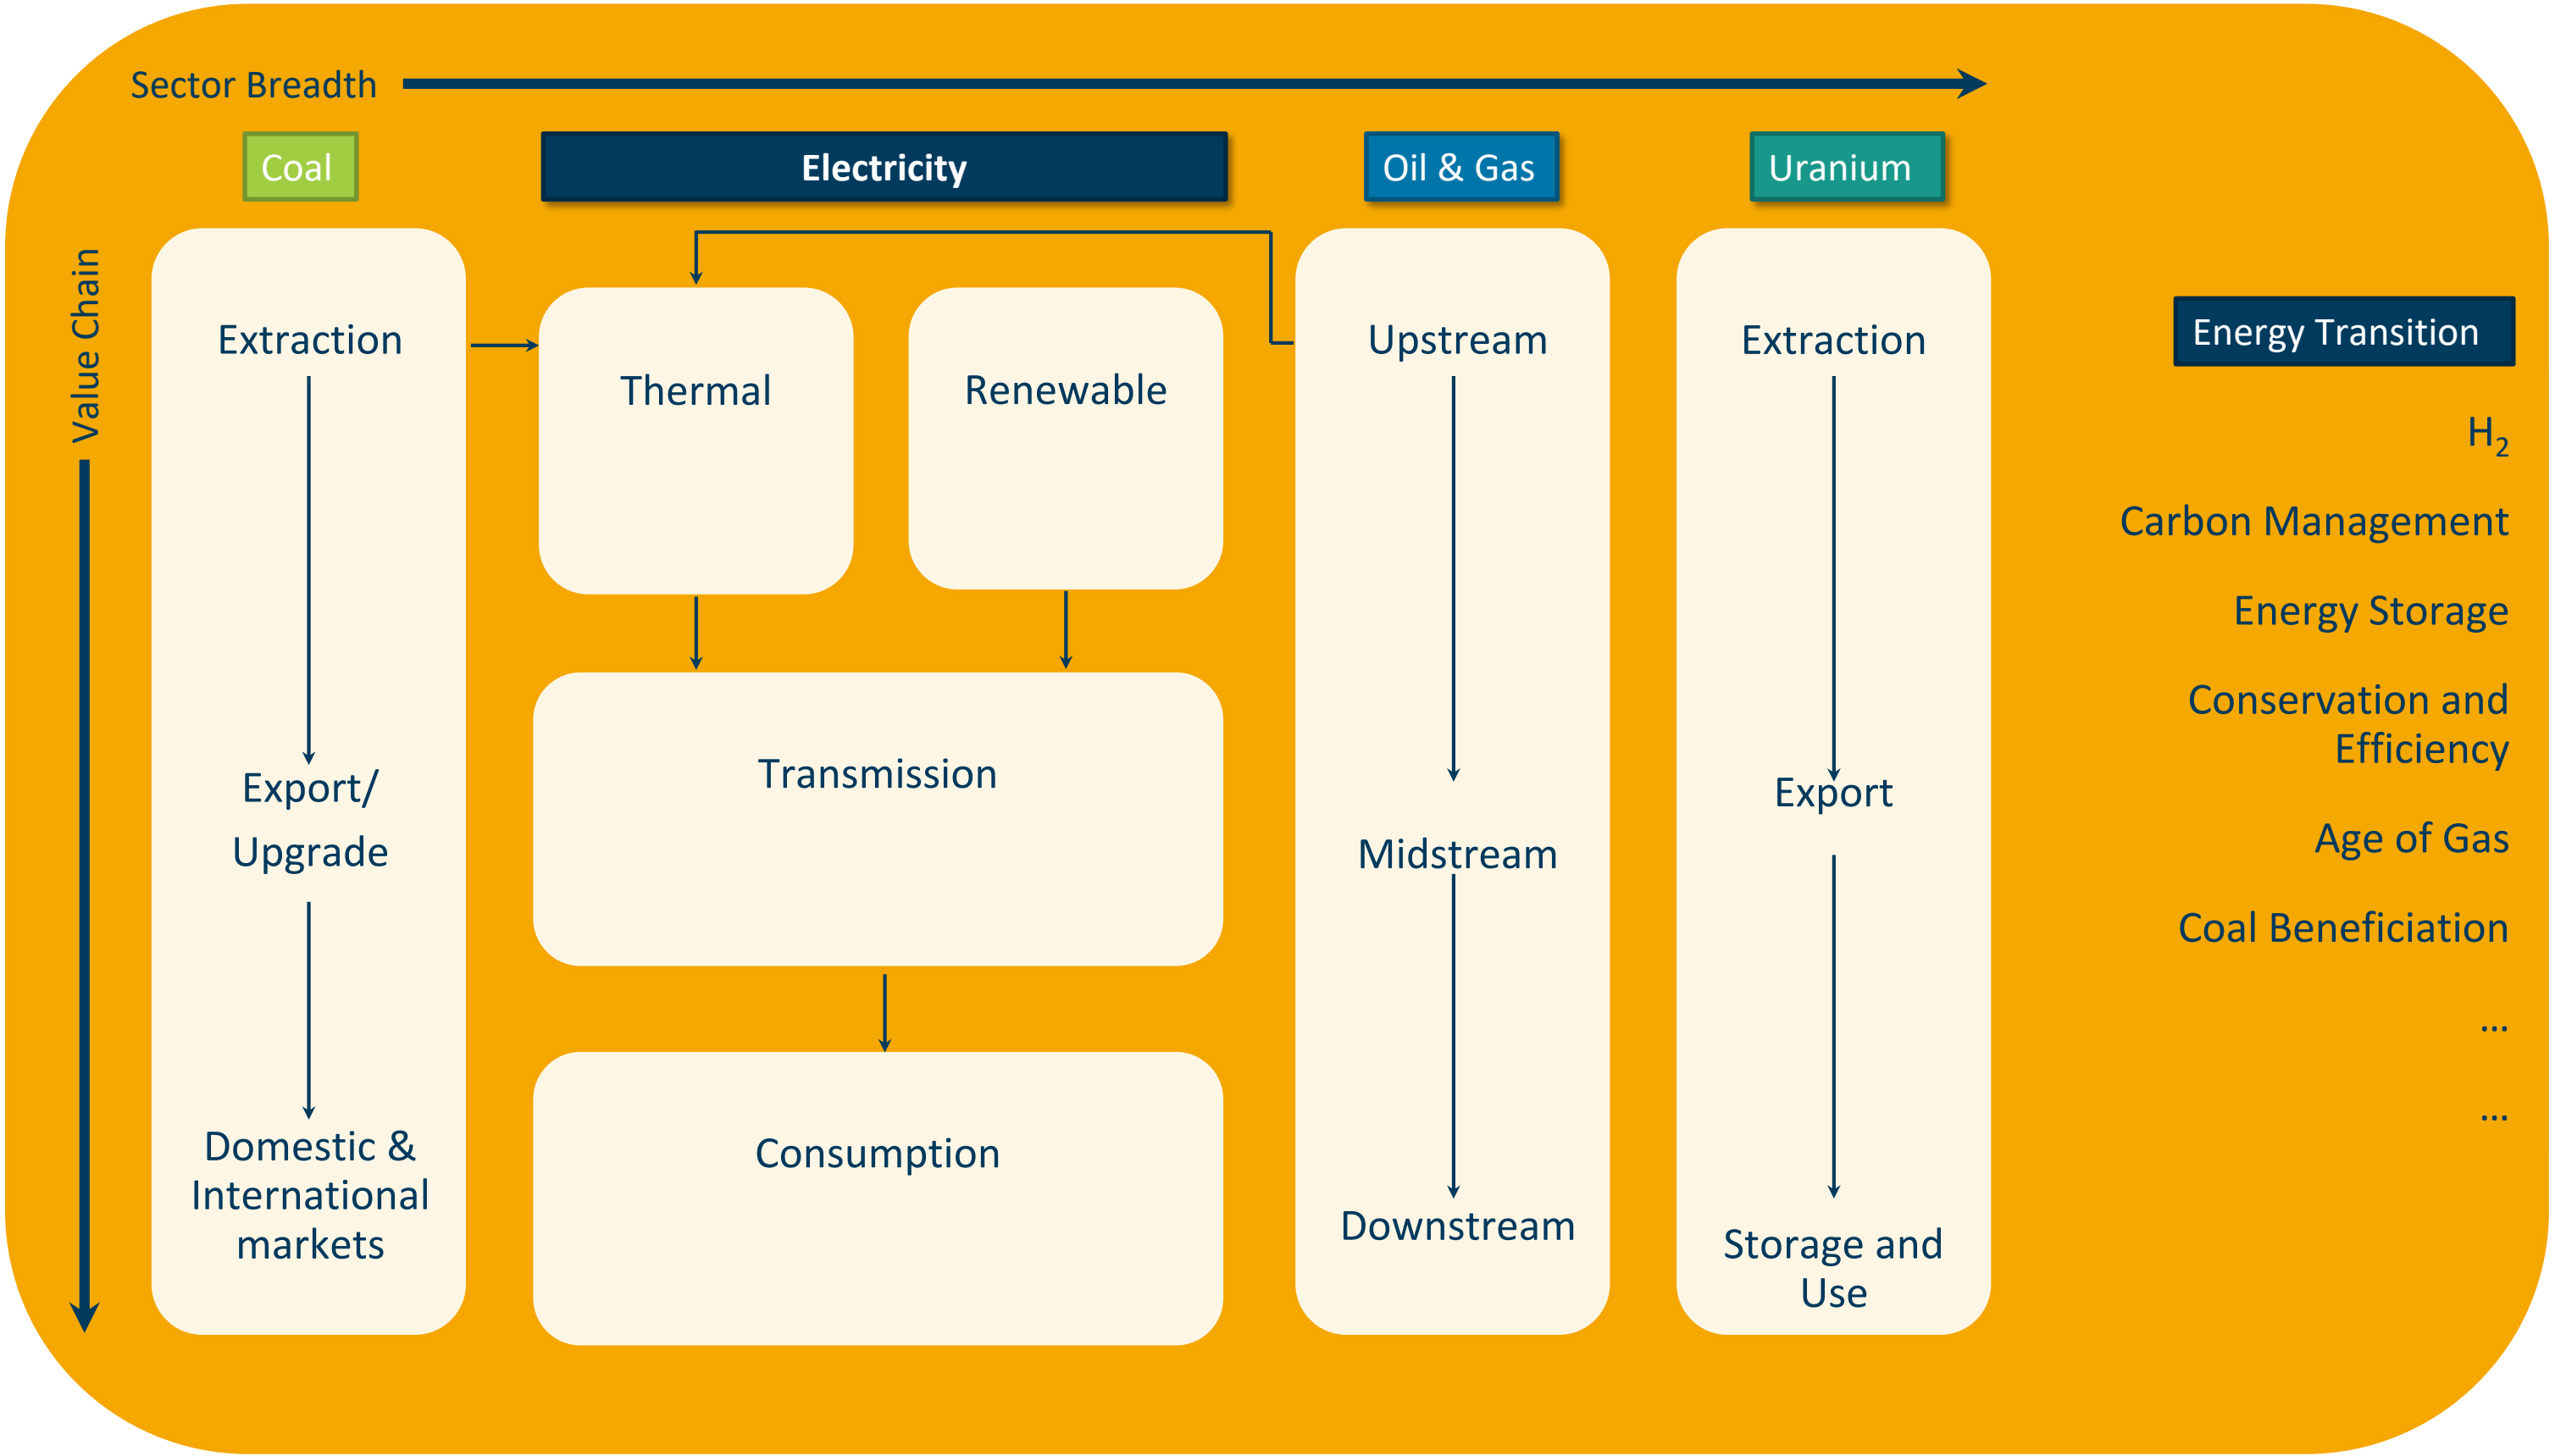 Sector Breadth
Coal
Electricity
Oil & Gas
Uranium
Value Chain
Extraction
Export/
Upgrade
Domestic &
International
markets
Thermal
Renewable
Transmission
Consumption
Upstream
Midstream
Downstream
Extraction
Export
Storage and
Use
Energy Transition
H₂
Carbon Management
Energy Storage
Conservation and
Efficiency
Age of Gas
Coal Beneficiation
...
...